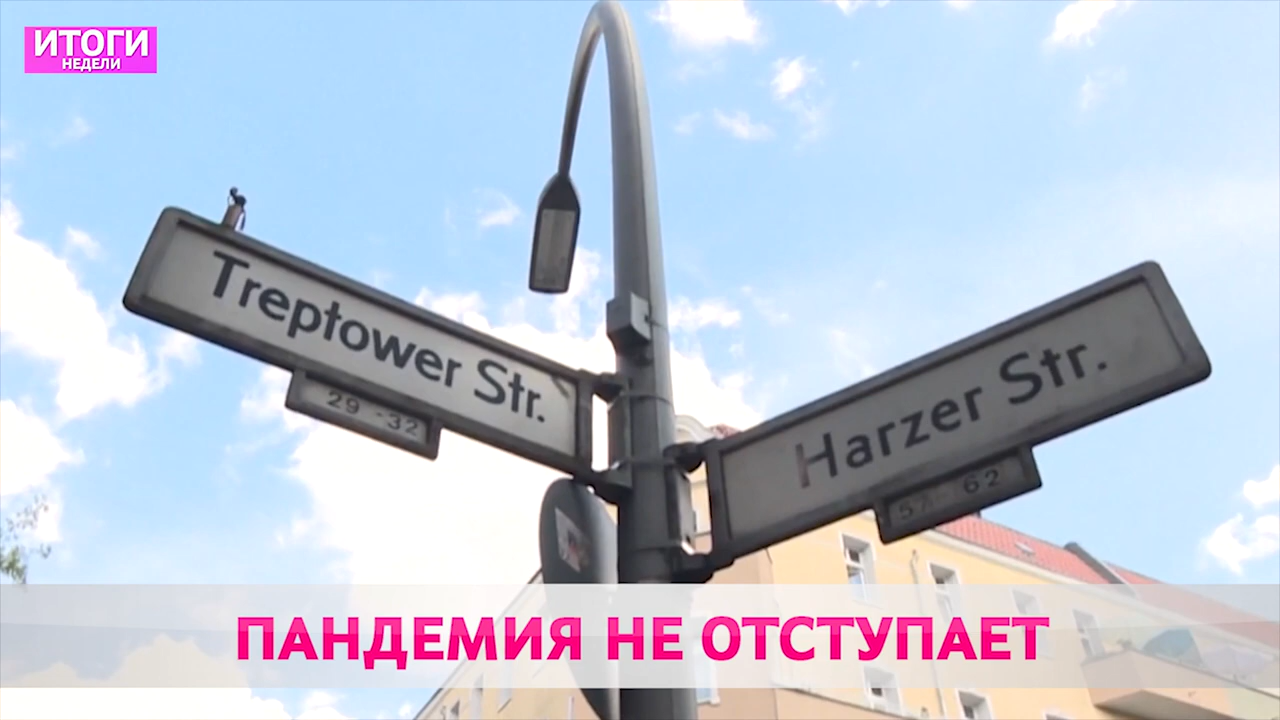 ИТОГИ
НЕДЕЛИ
Treptower Str.
29 - 32
Harzer Str.
57 - 62
ПАНДЕМИЯ НЕ ОТСТУПАЕТ